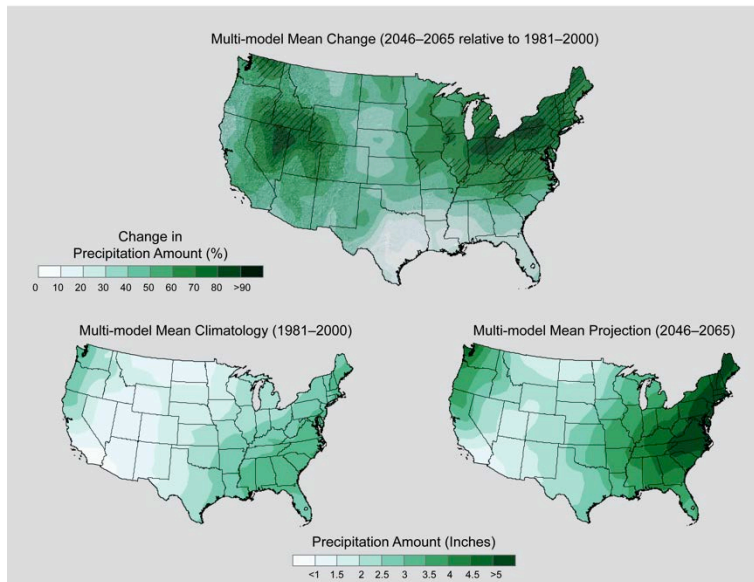 Multi-model Mean Change (2046–2065 relative to 1981–2000)
Change in
Precipitation Amount (%)
0 10 20 30 40 50 60 70 80 >90
Multi-model Mean Climatology (1981–2000)
Multi-model Mean Projection (2046–2065)
Precipitation Amount (Inches)
<1 1.5 2 2.5 3 3.5 4 4.5 >5